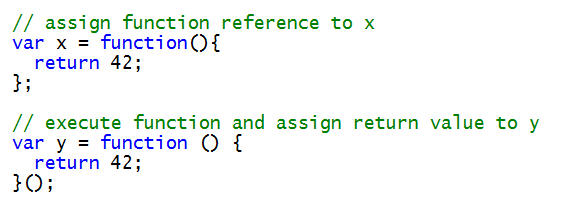 // assign function reference to x
var x = function(){
  return 42;
};

// execute function and assign return value to y
var y = function () {
  return 42;
}();